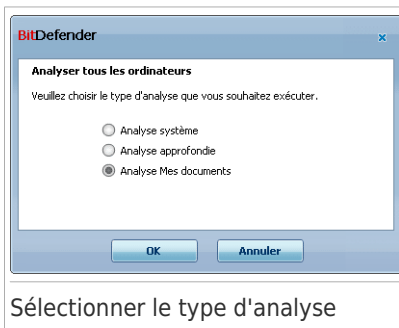 BitDefender
Analyser tous les ordinateurs
Veuillez choisir le type d'analyse que vous souhaitez exécuter.
Analyse système
Analyse approfondie
Analyse Mes documents
OK
Annuler
Sélectionner le type d'analyse